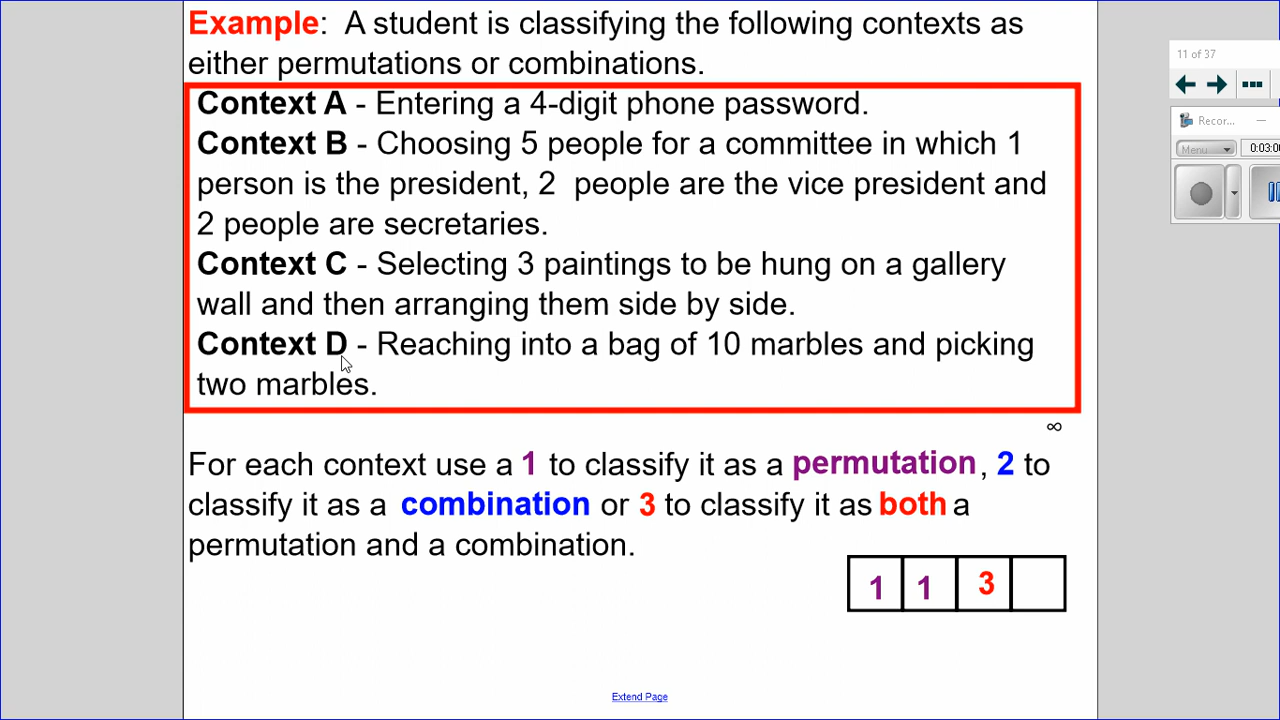 Example: A student is classifying the following contexts as
either permutations or combinations.
Context A - Entering a 4-digit phone password.
Context B - Choosing 5 people for a committee in which 1
person is the president, 2 people are the vice president and
2 people are secretaries.
Context C - Selecting 3 paintings to be hung on a gallery
wall and then arranging them side by side.
Context D - Reaching into a bag of 10 marbles and picking
two marbles.
∞
For each context use a 1 to classify it as a permutation, 2 to
classify it as a combination or 3 to classify it as both a
permutation and a combination.
1 1 3
Extend Page
11 of 37
Recor...
Menu 0:03:0